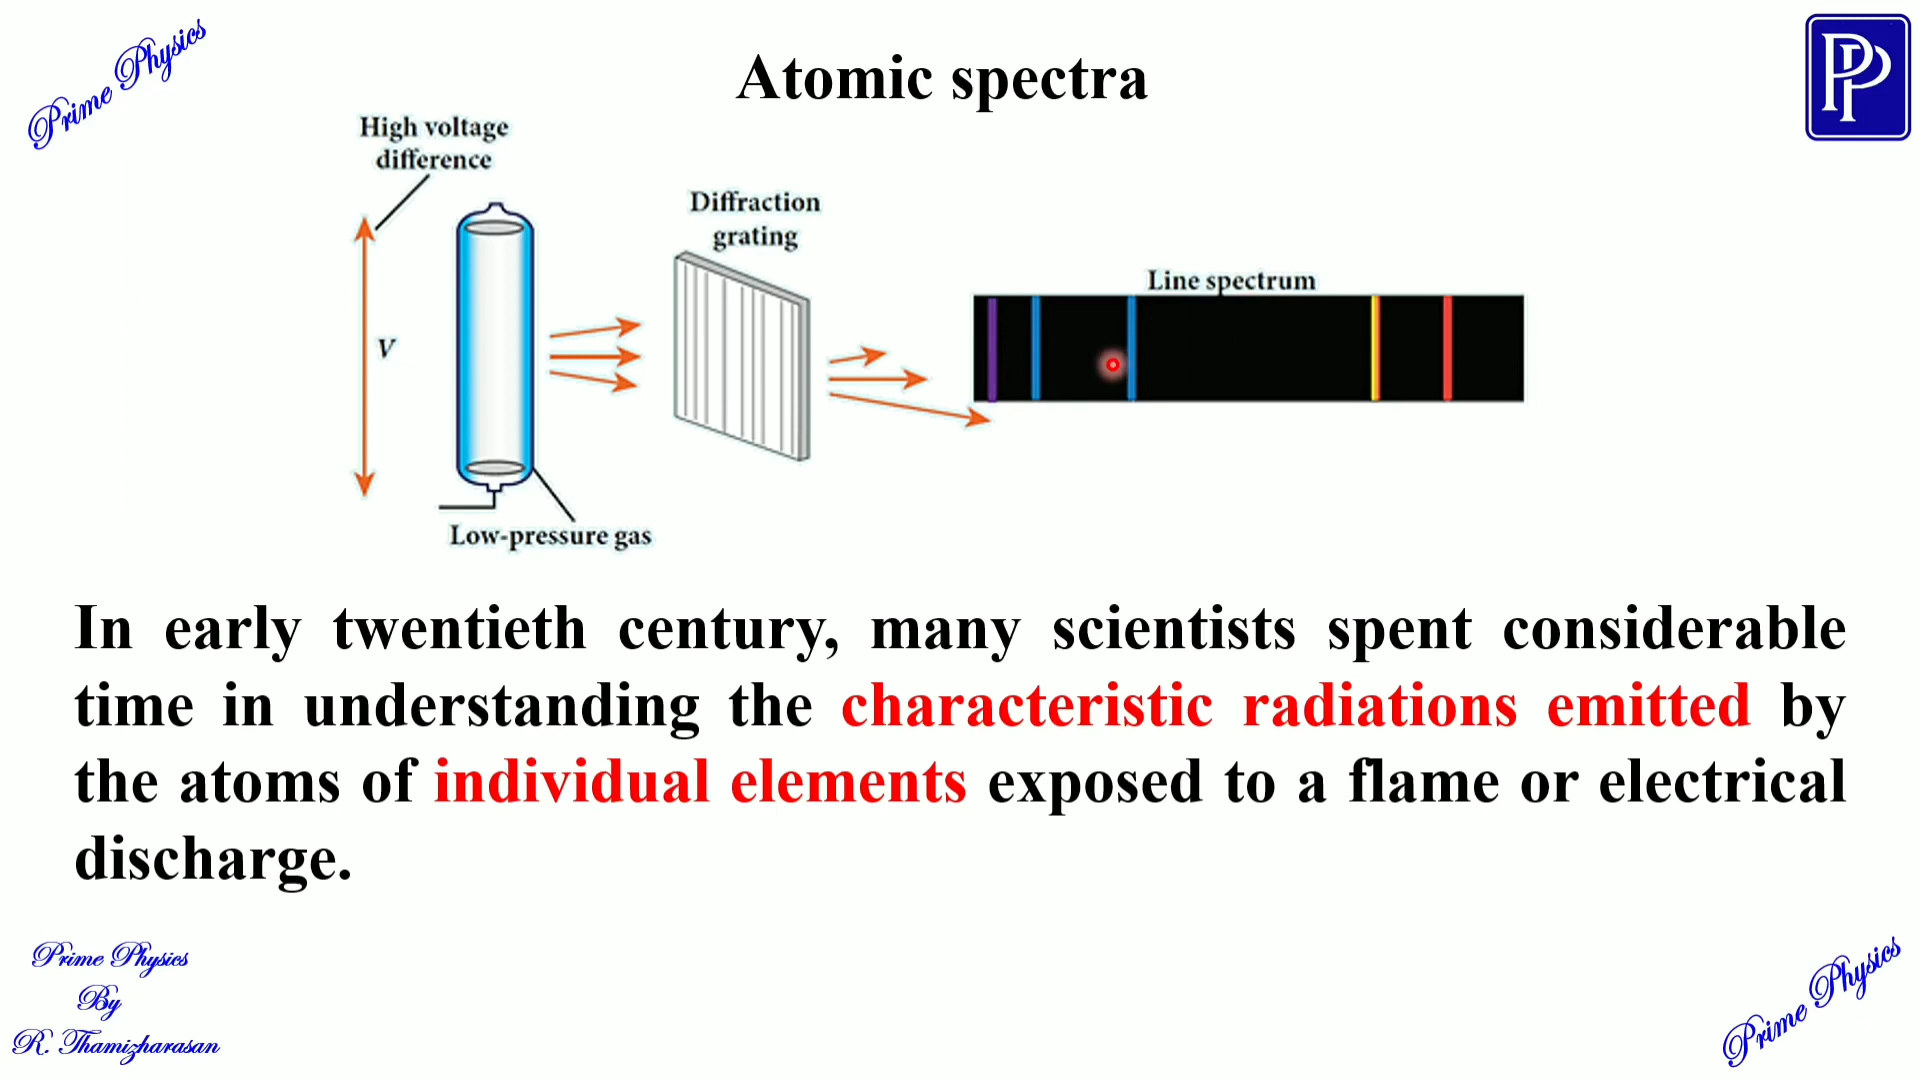 Prime Physics
PP
Atomic spectra
High voltage
difference
Diffraction
grating
Line spectrum
V
Low-pressure gas
In early twentieth century, many scientists spent considerable
time in understanding the characteristic radiations emitted by
the atoms of individual elements exposed to a flame or electrical
discharge.
Prime Physics
By
R. Thamizharasan
Prime Physics